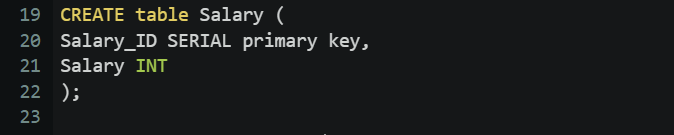 19 CREATE table Salary (
20 Salary_ID SERIAL primary key,
21 Salary INT
22 );
23